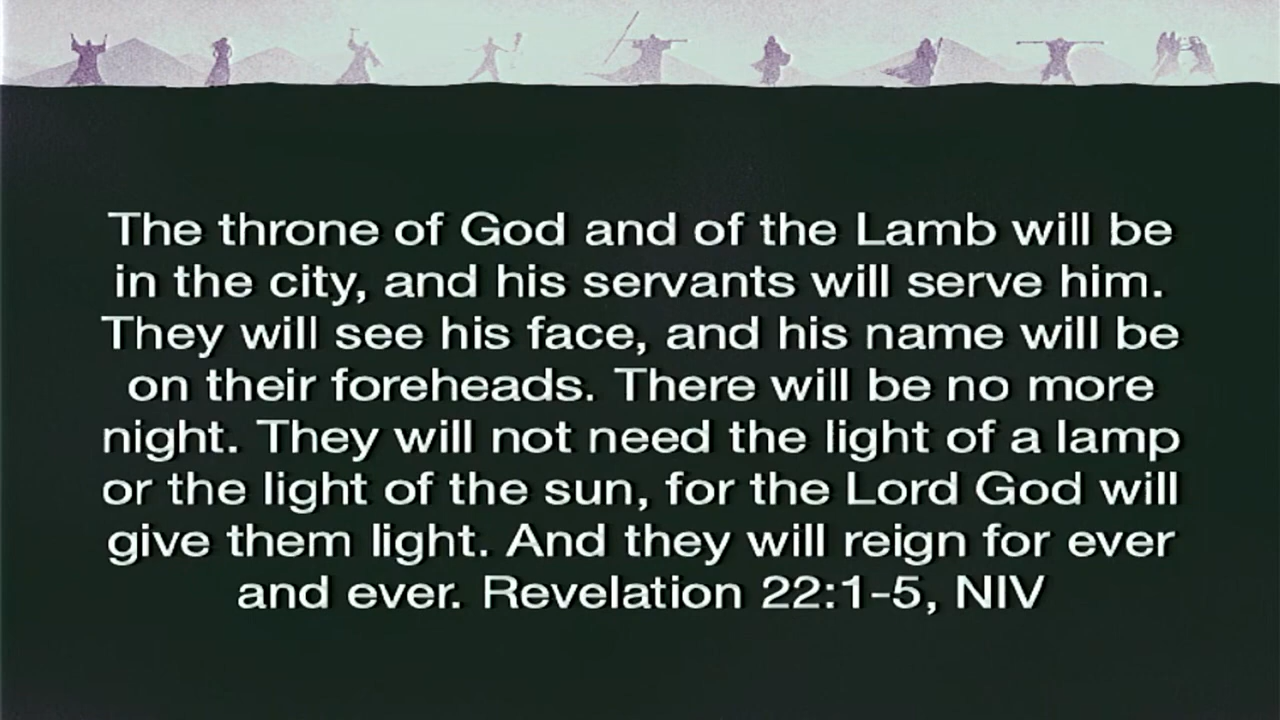 The throne of God and of the Lamb will be
in the city, and his servants will serve him.
They will see his face, and his name will be
on their foreheads. There will be no more
night. They will not need the light of a lamp
or the light of the sun, for the Lord God will
give them light. And they will reign for ever
and ever. Revelation 22:1-5, NIV